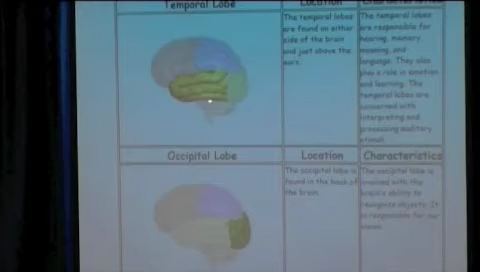 Temporal Lobe
Location
Characteristics
The temporal lobes
are found on either
side of the brain
and just above the
ears.
The temporal lobes
are responsible for
hearing, memory
meaning, and
language. They also
play a role in emotion
and learning. The
temporal lobes are
concerned with
interpreting and
processing auditory
stimuli.
Occipital Lobe
Location
Characteristics
The occipital lobe is
found in the back of
the brain.
The occipital lobe is
involved with the
brain's ability to
recognize objects. It
is responsible for our
vision.